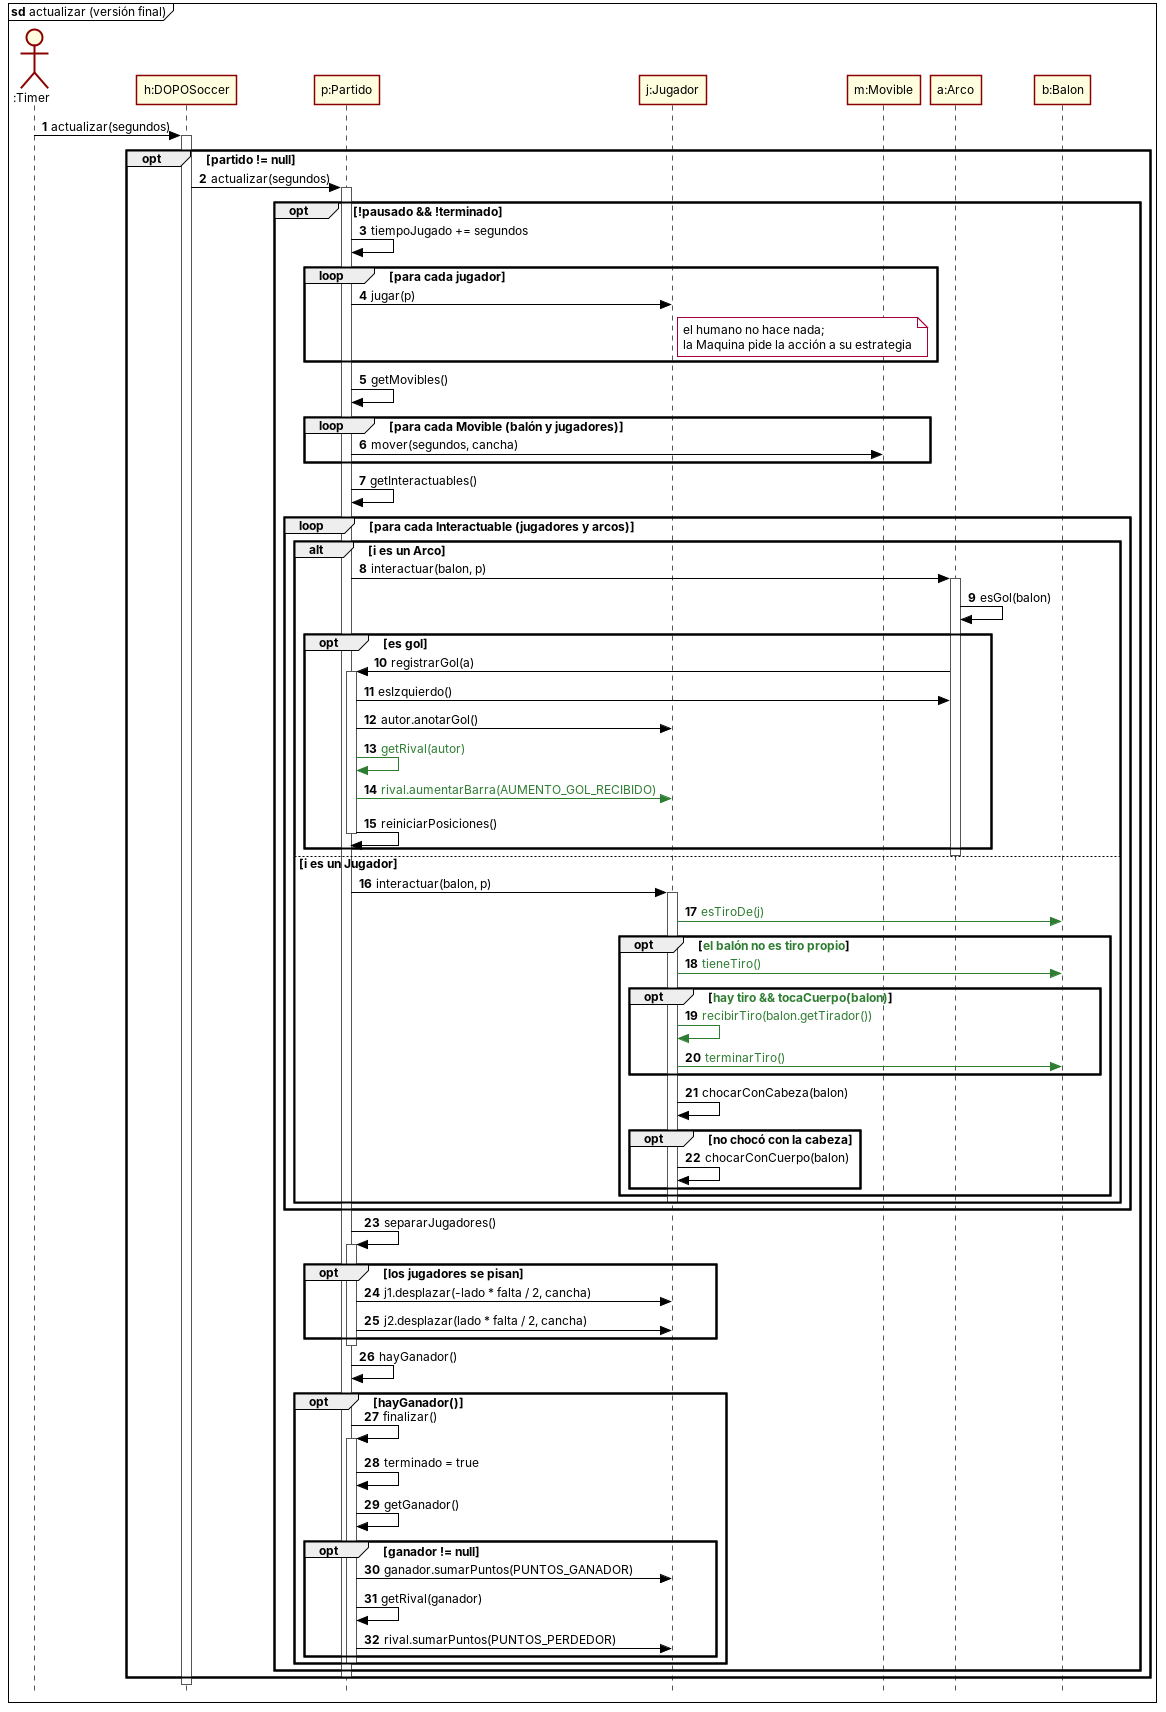 sd actualizar (versión final)
:Timer
h:DOPOSoccer
p:Partido
j:Jugador
m:Movible
a:Arco
b:Balon
1 actualizar(segundos)
opt [partido != null]
2 actualizar(segundos)
opt [!pausado && !terminado]
3 tiempoJugado += segundos
loop [para cada jugador]
4 jugar(p)
el humano no hace nada;
la Maquina pide la acción a su estrategia
5 getMovibles()
loop [para cada Movible (balón y jugadores)]
6 mover(segundos, cancha)
7 getInteractuables()
loop [para cada Interactuable (jugadores y arcos)]
alt [i es un Arco]
8 interactuar(balon, p)
9 esGol(balon)
opt [es gol]
10 registrarGol(a)
11 esIzquierdo()
12 autor.anotarGol()
13 getRival(autor)
14 rival.aumentarBarra(AUMENTO_GOL_RECIBIDO)
15 reiniciarPosiciones()
[i es un Jugador]
16 interactuar(balon, p)
17 esTiroDe(j)
opt [el balón no es tiro propio]
18 tieneTiro()
opt [hay tiro && tocaCuerpo(balon)]
19 recibirTiro(balon.getTirador())
20 terminarTiro()
21 chocarConCabeza(balon)
opt [no chocó con la cabeza]
22 chocarConCuerpo(balon)
23 separarJugadores()
opt [los jugadores se pisan]
24 j1.desplazar(-lado * falta / 2, cancha)
25 j2.desplazar(lado * falta / 2, cancha)
26 hayGanador()
opt [hayGanador()]
27 finalizar()
28 terminado = true
29 getGanador()
opt [ganador != null]
30 ganador.sumarPuntos(PUNTOS_GANADOR)
31 getRival(ganador)
32 rival.sumarPuntos(PUNTOS_PERDEDOR)